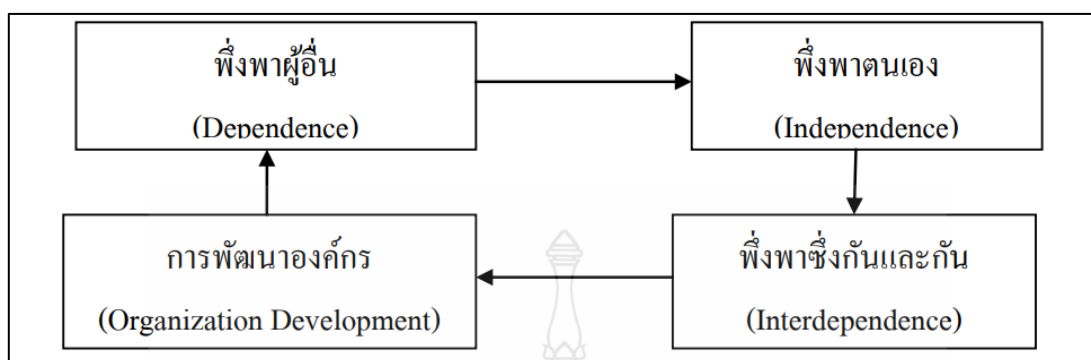 พึ่งพาผู้อื่น
(Dependence)
พึ่งพาตนเอง
(Independence)
การพัฒนาองค์กร
(Organization Development)
พึ่งพาซึ่งกันและกัน
(Interdependence)